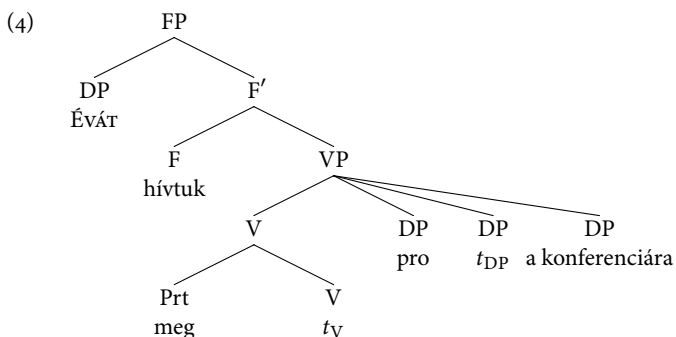 (4) FP
DP F′
ÉVÁT
F VP
hívtuk
V DP DP DP
pro tDP a konferenciára
Prt V
meg tV